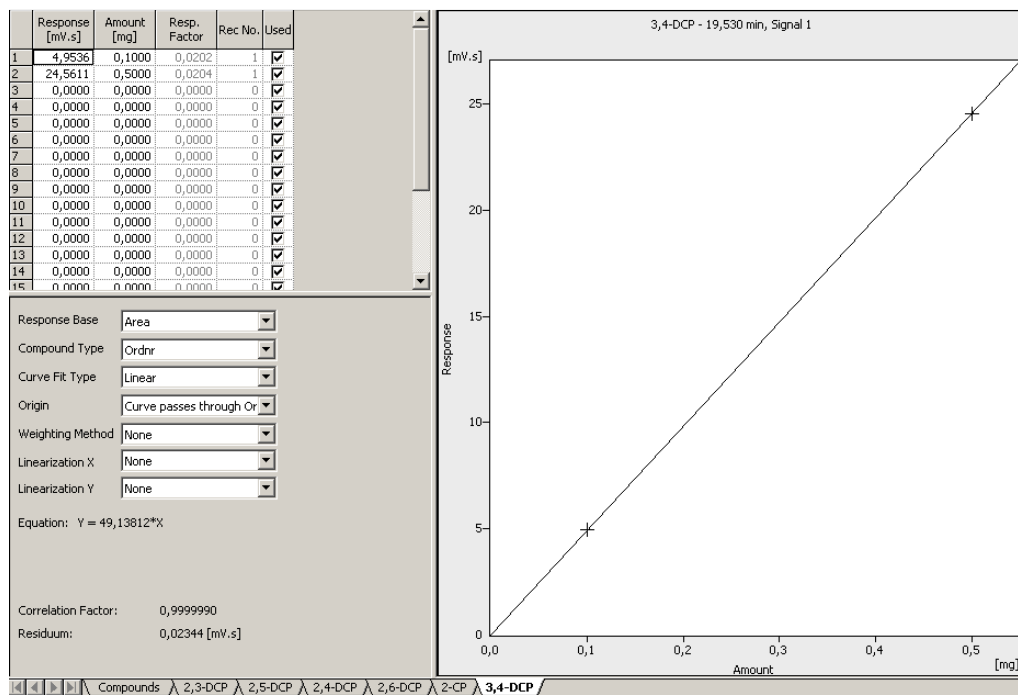 Response [mV.s] Amount [mg] Resp. Factor Rec No. Used
1 4,9536 0,1000 0,0202 1
2 24,5611 0,5000 0,0204 1
3 0,0000 0,0000 0,0000 0
4 0,0000 0,0000 0,0000 0
5 0,0000 0,0000 0,0000 0
6 0,0000 0,0000 0,0000 0
7 0,0000 0,0000 0,0000 0
8 0,0000 0,0000 0,0000 0
9 0,0000 0,0000 0,0000 0
10 0,0000 0,0000 0,0000 0
11 0,0000 0,0000 0,0000 0
12 0,0000 0,0000 0,0000 0
13 0,0000 0,0000 0,0000 0
14 0,0000 0,0000 0,0000 0
15 0,0000 0,0000 0,0000 0
Response Base Area
Compound Type Ordnr
Curve Fit Type Linear
Origin Curve passes through Or
Weighting Method None
Linearization X None
Linearization Y None
Equation: Y = 49,13812*X
Correlation Factor: 0,9999990
Residuum: 0,02344 [mV.s]
3,4-DCP - 19,530 min, Signal 1
[mV.s]
25
20
15
10
5
0
Response
0,0 0,1 0,2 0,3 0,4 0,5
Amount
[mg]
Compounds 2,3-DCP 2,5-DCP 2,4-DCP 2,6-DCP 2-CP 3,4-DCP